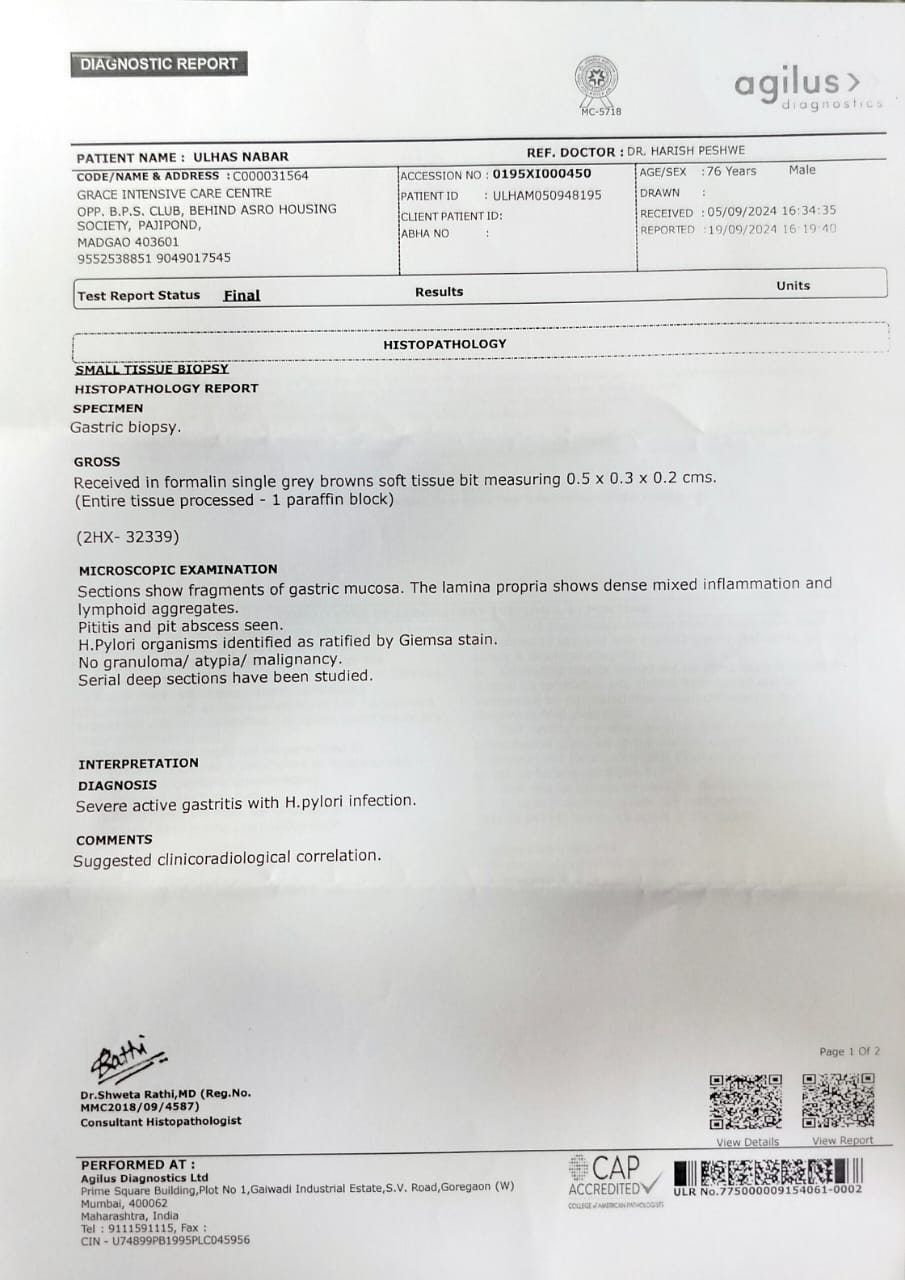 DIAGNOSTIC REPORT
MC-5718
agilus>
diagnostics
PATIENT NAME : ULHAS NABAR
REF. DOCTOR : DR. HARISH PESHWE
CODE/NAME & ADDRESS : C000031564
GRACE INTENSIVE CARE CENTRE
OPP. B.P.S. CLUB, BEHIND ASRO HOUSING
SOCIETY, PAJIPOND,
MADGAO 403601
9552538851 9049017545
ACCESSION NO : 0195XI000450
PATIENT ID : ULHAM050948195
CLIENT PATIENT ID:
ABHA NO :
AGE/SEX : 76 Years Male
DRAWN :
RECEIVED : 05/09/2024 16:34:35
REPORTED : 19/09/2024 16:19:40
Test Report Status Final Results Units
HISTOPATHOLOGY
SMALL TISSUE BIOPSY
HISTOPATHOLOGY REPORT
SPECIMEN
Gastric biopsy.
GROSS
Received in formalin single grey browns soft tissue bit measuring 0.5 x 0.3 x 0.2 cms.
(Entire tissue processed - 1 paraffin block)
(2HX- 32339)
MICROSCOPIC EXAMINATION
Sections show fragments of gastric mucosa. The lamina propria shows dense mixed inflammation and
lymphoid aggregates.
Pititis and pit abscess seen.
H.Pylori organisms identified as ratified by Giemsa stain.
No granuloma/ atypia/ malignancy.
Serial deep sections have been studied.
INTERPRETATION
DIAGNOSIS
Severe active gastritis with H.pylori infection.
COMMENTS
Suggested clinicoradiological correlation.
Rathi
Dr.Shweta Rathi,MD (Reg.No.
MMC2018/09/4587)
Consultant Histopathologist
Page 1 Of 2
View Details
View Report
PERFORMED AT :
Agilus Diagnostics Ltd
Prime Square Building,Plot No 1,Gaiwadi Industrial Estate,S.V. Road,Goregaon (W)
Mumbai, 400062
Maharashtra, India
Tel : 9111591115, Fax :
CIN - U74899PB1995PLC045956
CAP
ACCREDITED
COLLEGE of AMERICAN PATHOLOGISTS
ULR No.775000009154061-0002